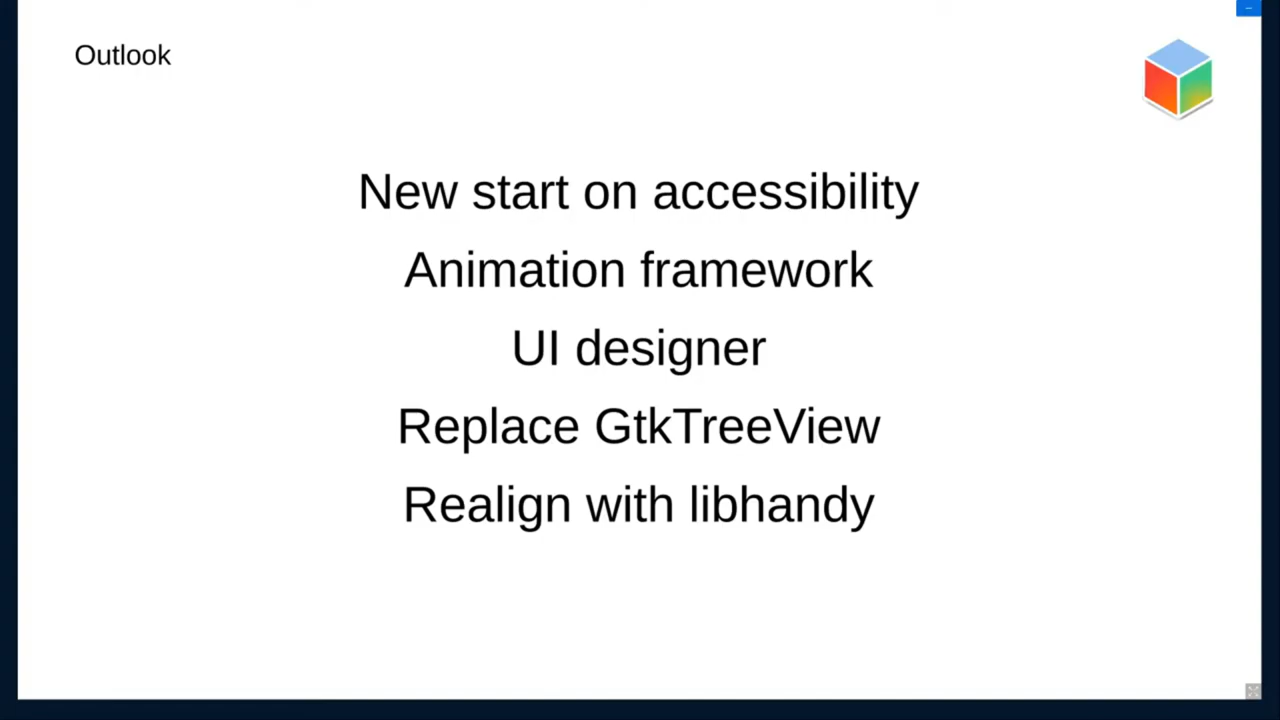 Outlook
New start on accessibility
Animation framework
UI designer
Replace GtkTreeView
Realign with libhandy